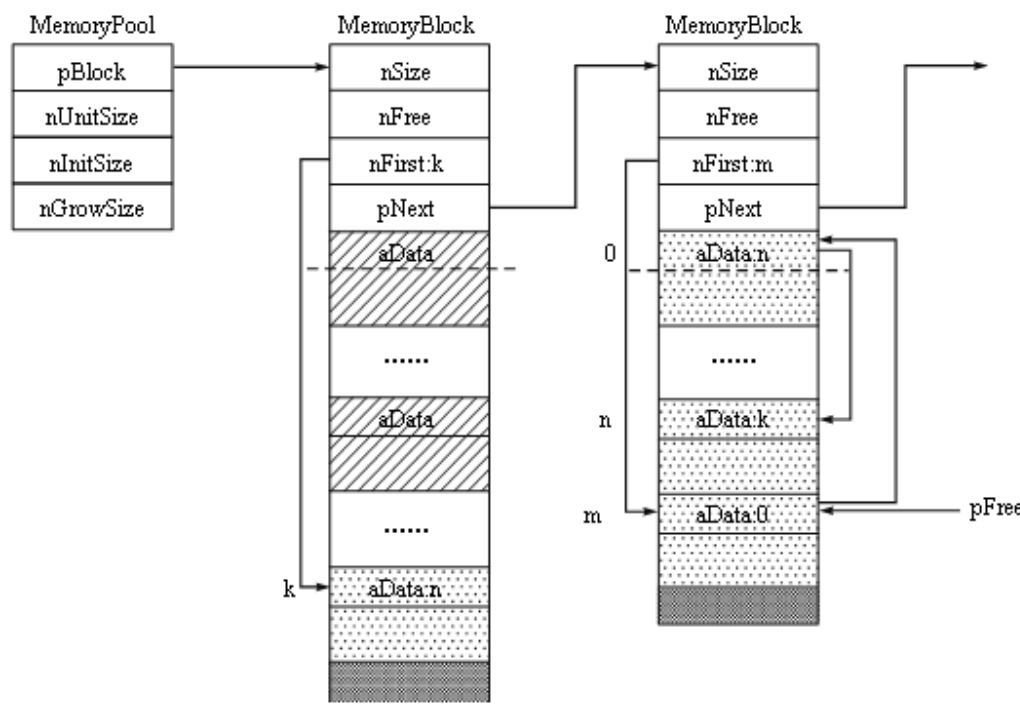 MemoryPool
pBlock
nUnitSize
nInitSize
nGrowSize
MemoryBlock
nSize
nFree
nFirst:k
pNext
aData
......
aData
......
k
aData:n
MemoryBlock
nSize
nFree
nFirst:m
pNext
0
aData:n
......
n
aData:k
m
aData:0
pFree